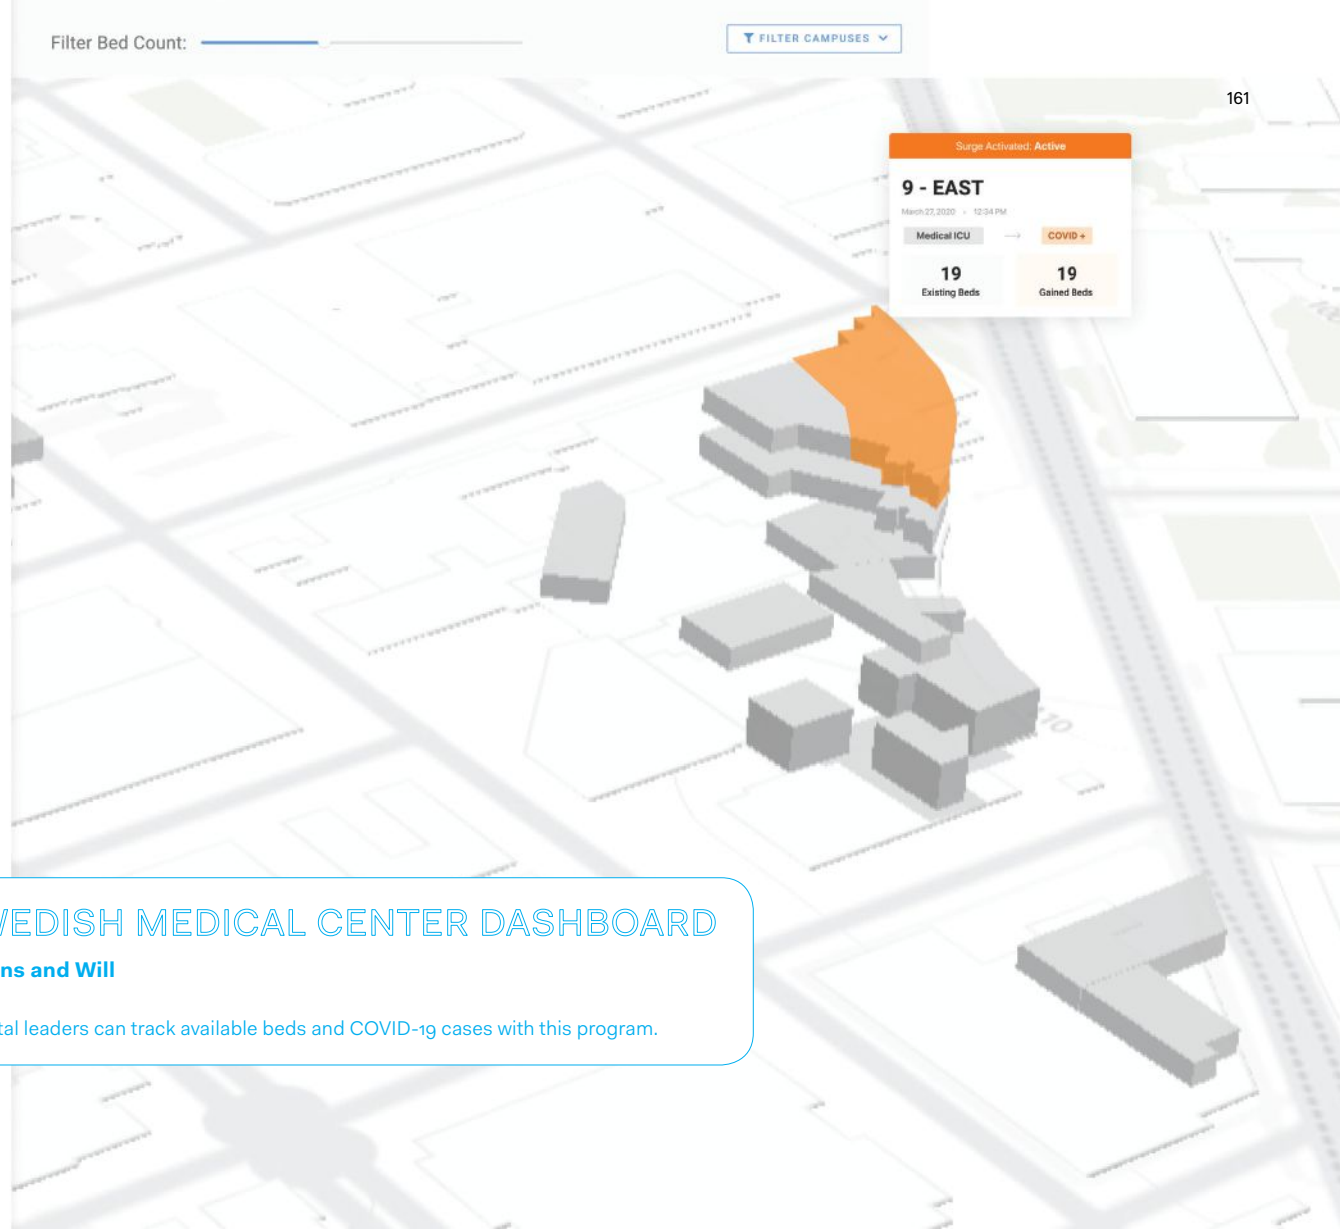 Filter Bed Count:
FILTER CAMPUSES
161
Surge Activated: Active
9 - EAST
March 27, 2020 - 12:34 PM
Medical ICU → COVID +
19 19
Existing Beds Gained Beds
110
WEDISH MEDICAL CENTER DASHBOARD
ns and Will
tal leaders can track available beds and COVID-19 cases with this program.